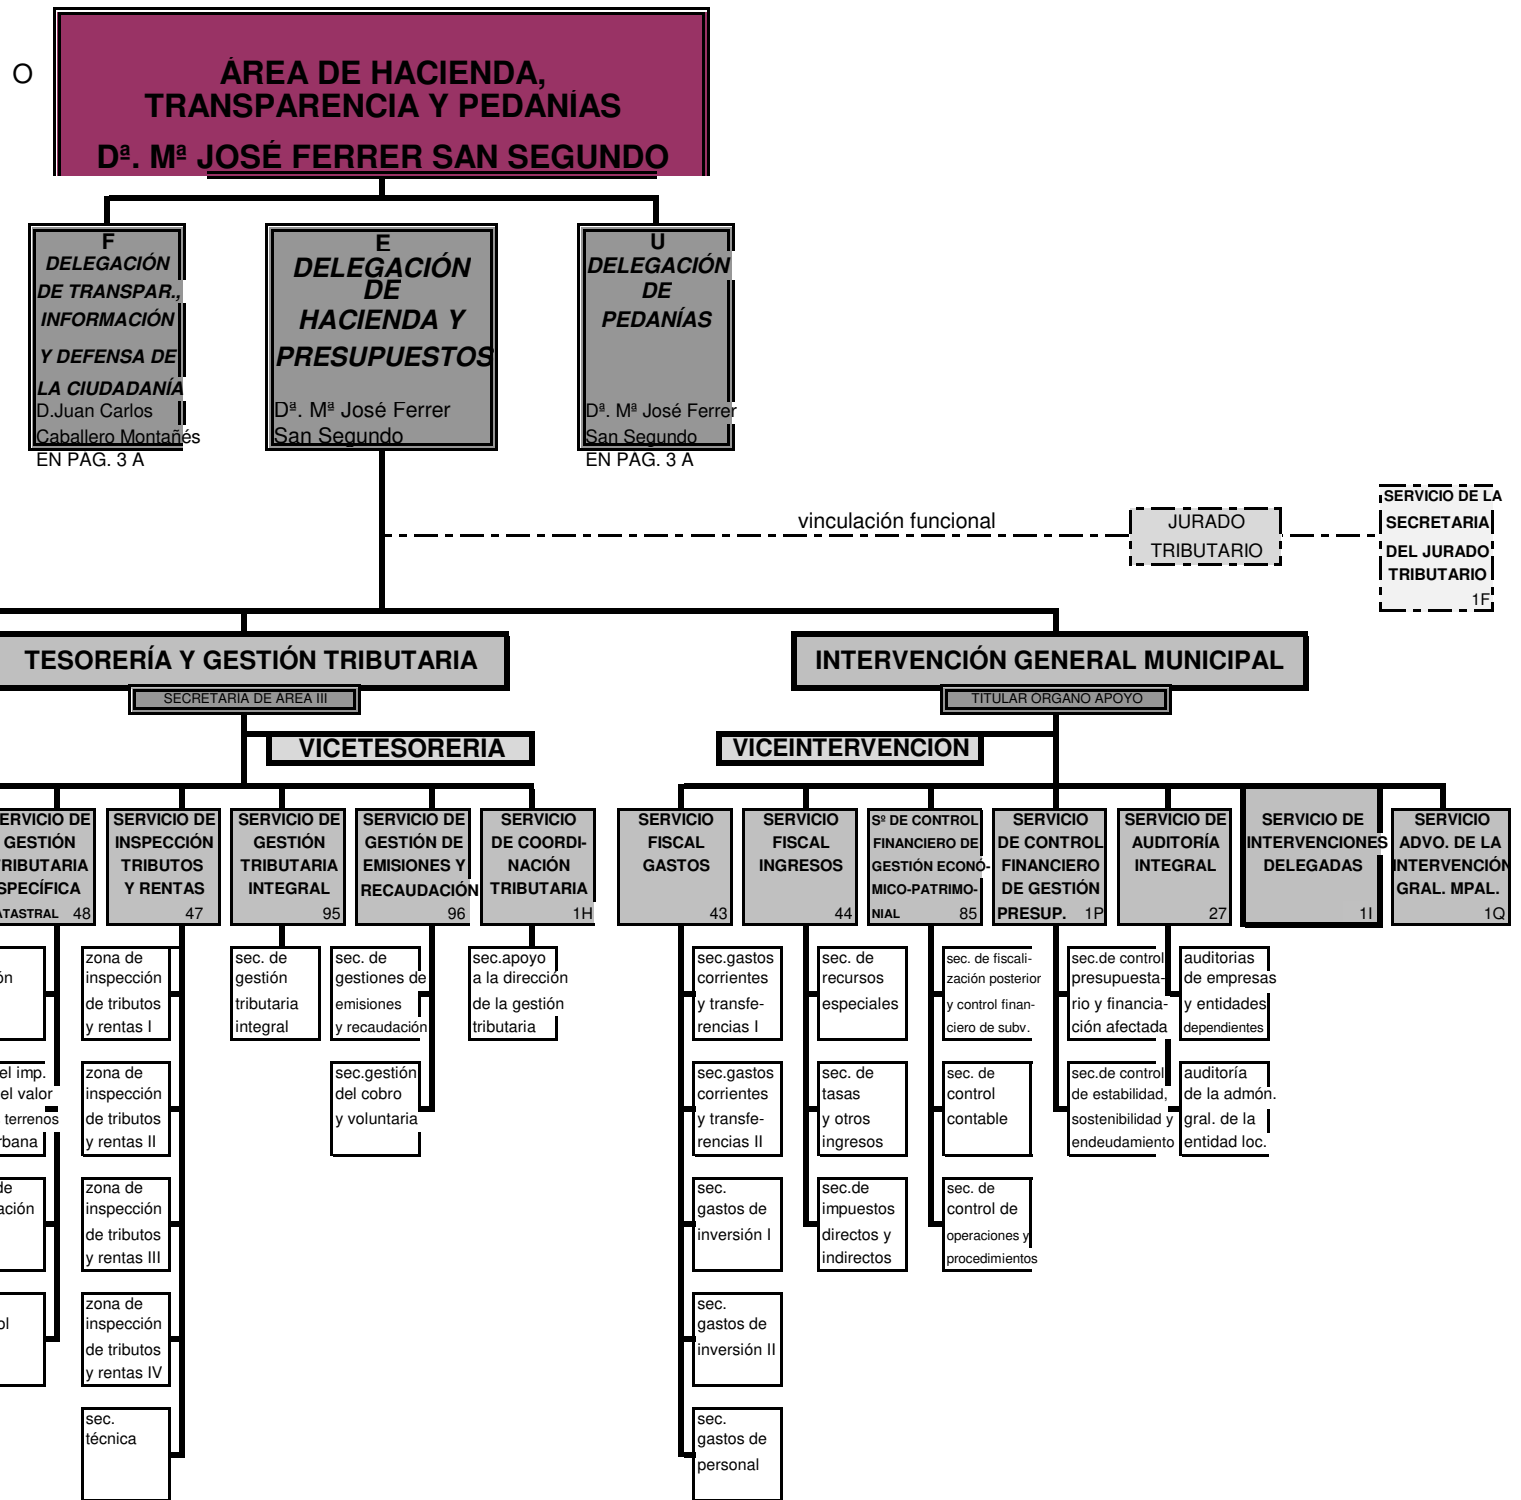 O
ÁREA DE HACIENDA,
TRANSPARENCIA Y PEDANÍAS
Dª. Mª JOSÉ FERRER SAN SEGUNDO
F
DELEGACIÓN
DE TRANSPAR.,
INFORMACIÓN
Y DEFENSA DE
LA CIUDADANÍA
D.Juan Carlos
Caballero Montañés
EN PAG. 3 A
E
DELEGACIÓN
DE
HACIENDA Y
PRESUPUESTOS
Dª. Mª José Ferrer
San Segundo
U
DELEGACIÓN
DE
PEDANÍAS
Dª. Mª José Ferrer
San Segundo
EN PAG. 3 A
vinculación funcional
JURADO
TRIBUTARIO
SERVICIO DE LA
SECRETARIA
DEL JURADO
TRIBUTARIO
1F
TESORERÍA Y GESTIÓN TRIBUTARIA
SECRETARIA DE AREA III
VICETESORERIA
INTERVENCIÓN GENERAL MUNICIPAL
TITULAR ORGANO APOYO
VICEINTERVENCION
ERVICIO DE
GESTIÓN
RIBUTARIA
SPECÍFICA
ATASTRAL 48
SERVICIO DE
INSPECCIÓN
TRIBUTOS
Y RENTAS
47
SERVICIO DE
GESTIÓN
TRIBUTARIA
INTEGRAL
95
SERVICIO DE
GESTIÓN DE
EMISIONES Y
RECAUDACIÓN
96
SERVICIO
DE COORDI-
NACIÓN
TRIBUTARIA
1H
SERVICIO
FISCAL
GASTOS
43
SERVICIO
FISCAL
INGRESOS
44
Sº DE CONTROL
FINANCIERO DE
GESTIÓN ECONÓ-
MICO-PATRIMO-
NIAL 85
SERVICIO
DE CONTROL
FINANCIERO
DE GESTIÓN
PRESUP. 1P
SERVICIO DE
AUDITORÍA
INTEGRAL
27
SERVICIO DE
INTERVENCIONES
DELEGADAS
1I
SERVICIO
ADVO. DE LA
INTERVENCIÓN
GRAL. MPAL.
1Q
ón
el imp.
el valor
terrenos
rbana
de
ación
ol
zona de
inspección
de tributos
y rentas I
zona de
inspección
de tributos
y rentas II
zona de
inspección
de tributos
y rentas III
zona de
inspección
de tributos
y rentas IV
sec.
técnica
sec. de
gestión
tributaria
integral
sec. de
gestiones de
emisiones
y recaudación
sec.gestión
del cobro
y voluntaria
sec.apoyo
a la dirección
de la gestión
tributaria
sec.gastos
corrientes
y transfe-
rencias I
sec.gastos
corrientes
y transfe-
rencias II
sec.
gastos de
inversión I
sec.
gastos de
inversión II
sec.
gastos de
personal
sec. de
recursos
especiales
sec. de
tasas
y otros
ingresos
sec.de
impuestos
directos y
indirectos
sec. de fiscali-
zación posterior
y control finan-
ciero de subv.
sec. de
control
contable
sec. de
control de
operaciones y
procedimientos
sec.de control
presupuesta-
rio y financia-
ción afectada
sec.de control
de estabilidad,
sostenibilidad y
endeudamiento
auditorias
de empresas
y entidades
dependientes
auditoría
de la admón.
gral. de la
entidad loc.